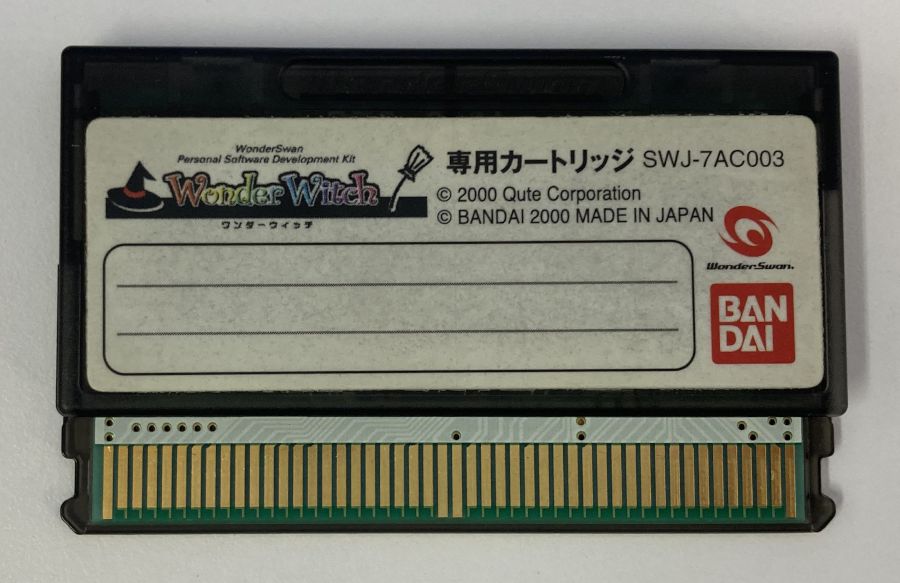 WonderSwan
Personal Software Development Kit
Wonder Witch
ワンダーウィッチ
専用カートリッジ SWJ-7AC003
© 2000 Qute Corporation
© BANDAI 2000 MADE IN JAPAN
WonderSwan.
BAN
DAI